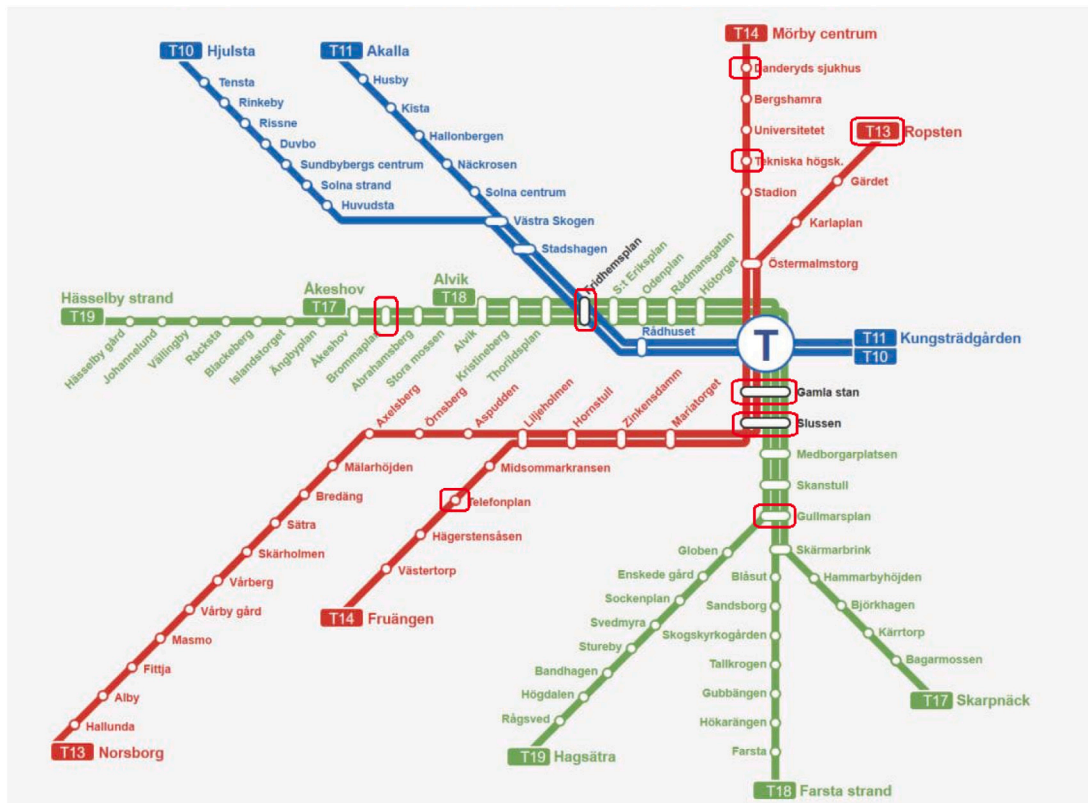 T10 Hjulsta
Tensta
Rinkeby
Rissne
Duvbo
Sundbybergs centrum
Solna strand
Huvudsta
T11 Akalla
Husby
Kista
Hallonbergen
Näckrosen
Solna centrum
Västra Skogen
Stadshagen
Fridhemsplan
Rådhuset
T11 Kungsträdgården
T10
T
T14 Mörby centrum
Danderyds sjukhus
Bergshamra
Universitetet
Tekniska högsk.
Stadion
T13 Ropsten
Gärdet
Karlaplan
Östermalmstorg
Hässelby strand
T19
Hässelby gård
Johannelund
Vällingby
Råcksta
Blackeberg
Islandstorget
Ängbyplan
Åkeshov
T17
Åkeshov
Brommaplan
Abrahamsberg
Stora mossen
Alvik
T18
Alvik
Kristineberg
Thorildsplan
S:t Eriksplan
Odenplan
Rådmansgatan
Hötorget
Gamla stan
Slussen
Medborgarplatsen
Skanstull
Gullmarsplan
Skärmarbrink
Axelsberg
Örnsberg
Aspudden
Liljeholmen
Hornstull
Zinkensdamm
Mariatorget
Mälarhöjden
Bredäng
Sätra
Skärholmen
Vårberg
Vårby gård
Masmo
Fittja
Alby
Hallunda
T13 Norsborg
Midsommarkransen
Telefonplan
Hägerstensåsen
Västertorp
T14 Fruängen
Globen
Enskede gård
Sockenplan
Svedmyra
Stureby
Bandhagen
Högdalen
Rågsved
T19 Hagsätra
Blåsut
Sandsborg
Skogskyrkogården
Tallkrogen
Gubbängen
Hökarängen
Farsta
T18 Farsta strand
Hammarbyhöjden
Björkhagen
Kärrtorp
Bagarmossen
T17 Skarpnäck